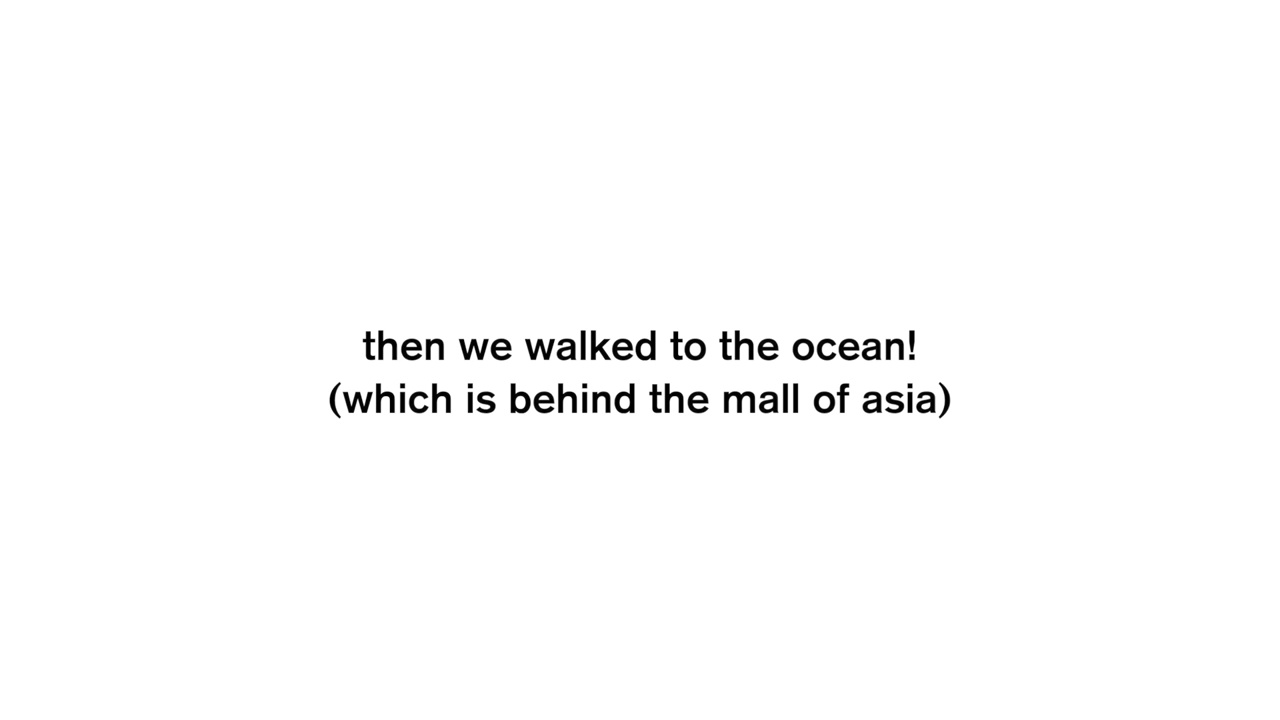 then we walked to the ocean!
(which is behind the mall of asia)